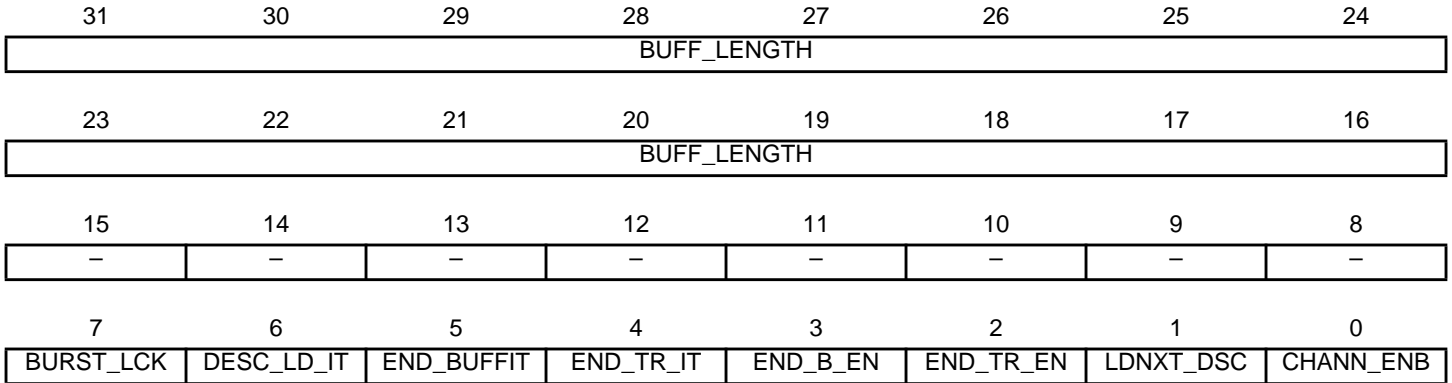 31 30 29 28 27 26 25 24
BUFF_LENGTH
23 22 21 20 19 18 17 16
BUFF_LENGTH
15 14 13 12 11 10 9 8
– – – – – – – –
7 6 5 4 3 2 1 0
BURST_LCK DESC_LD_IT END_BUFFIT END_TR_IT END_B_EN END_TR_EN LDNXT_DSC CHANN_ENB